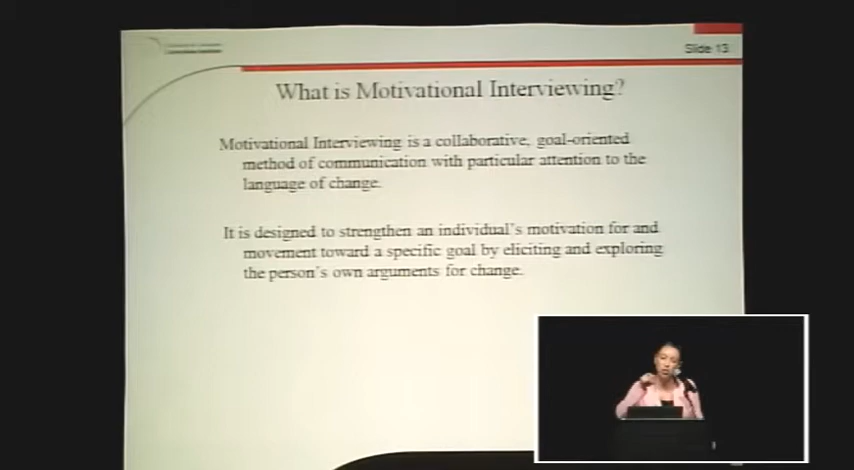 Slide 13
What is Motivational Interviewing?
Motivational Interviewing is a collaborative, goal-oriented
method of communication with particular attention to the
language of change.
It is designed to strengthen an individual's motivation for and
movement toward a specific goal by eliciting and exploring
the person's own arguments for change.